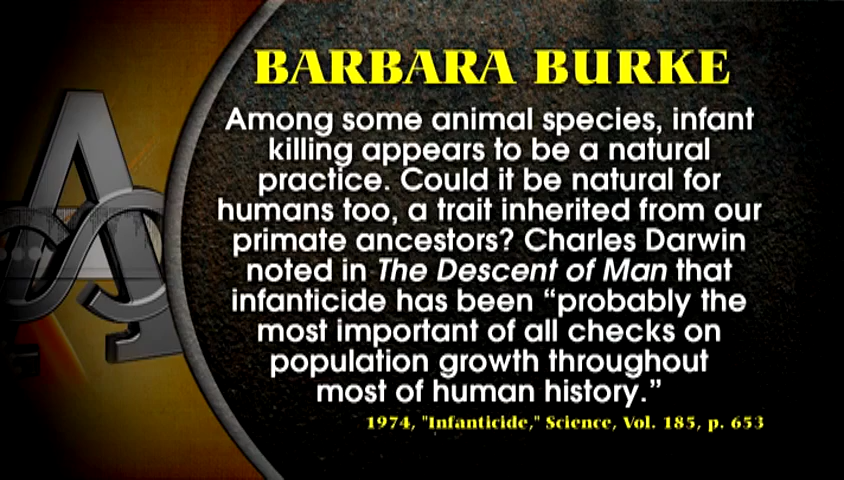 BARBARA BURKE
Among some animal species, infant
killing appears to be a natural
practice. Could it be natural for
humans too, a trait inherited from our
primate ancestors? Charles Darwin
noted in The Descent of Man that
infanticide has been “probably the
most important of all checks on
population growth throughout
most of human history.”
1974, "Infanticide," Science, Vol. 185, p. 653